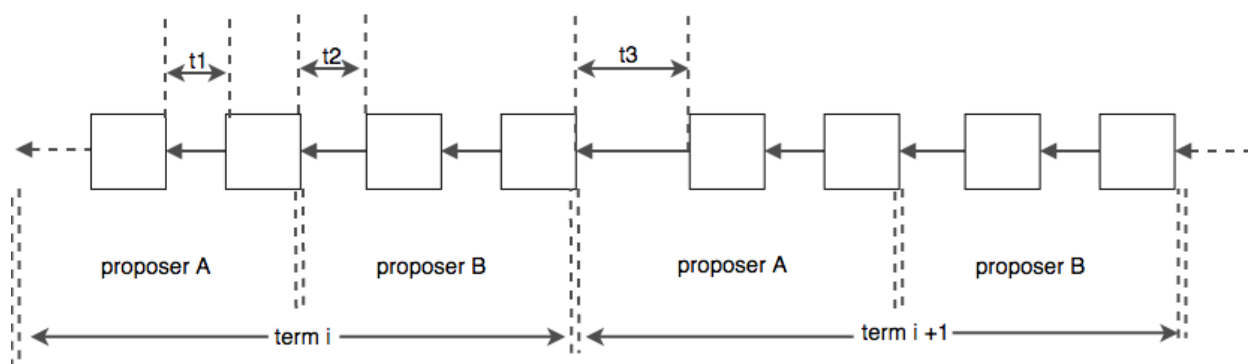 t1 t2 t3
proposer A proposer B proposer A proposer B
term i term i +1